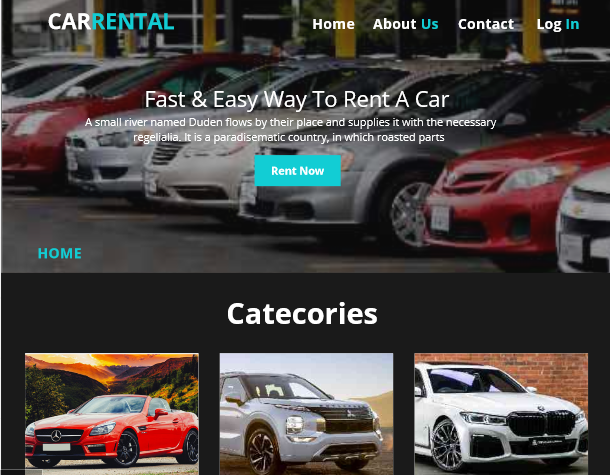 CARRENTAL
Home About Us Contact Log In
Fast & Easy Way To Rent A Car
A small river named Duden flows by their place and supplies it with the necessary
regelialia. It is a paradisematic country, in which roasted parts
Rent Now
HOME
Catecories